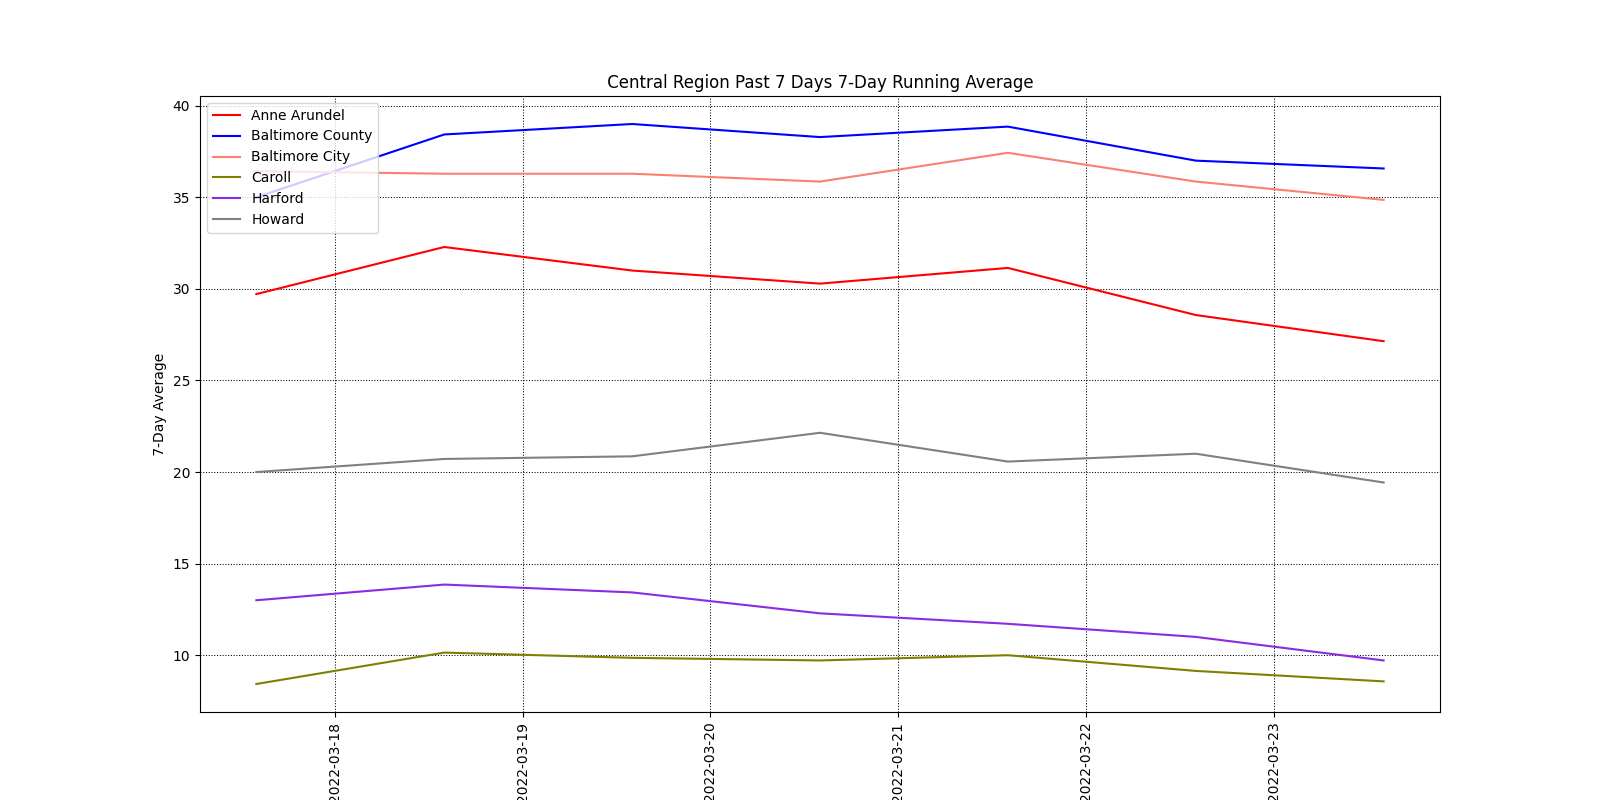 Central Region Past 7 Days 7-Day Running Average
Anne Arundel
Baltimore County
Baltimore City
Caroll
Harford
Howard
7-Day Average
40
35
30
25
20
15
10
2022-03-18
2022-03-19
2022-03-20
2022-03-21
2022-03-22
2022-03-23